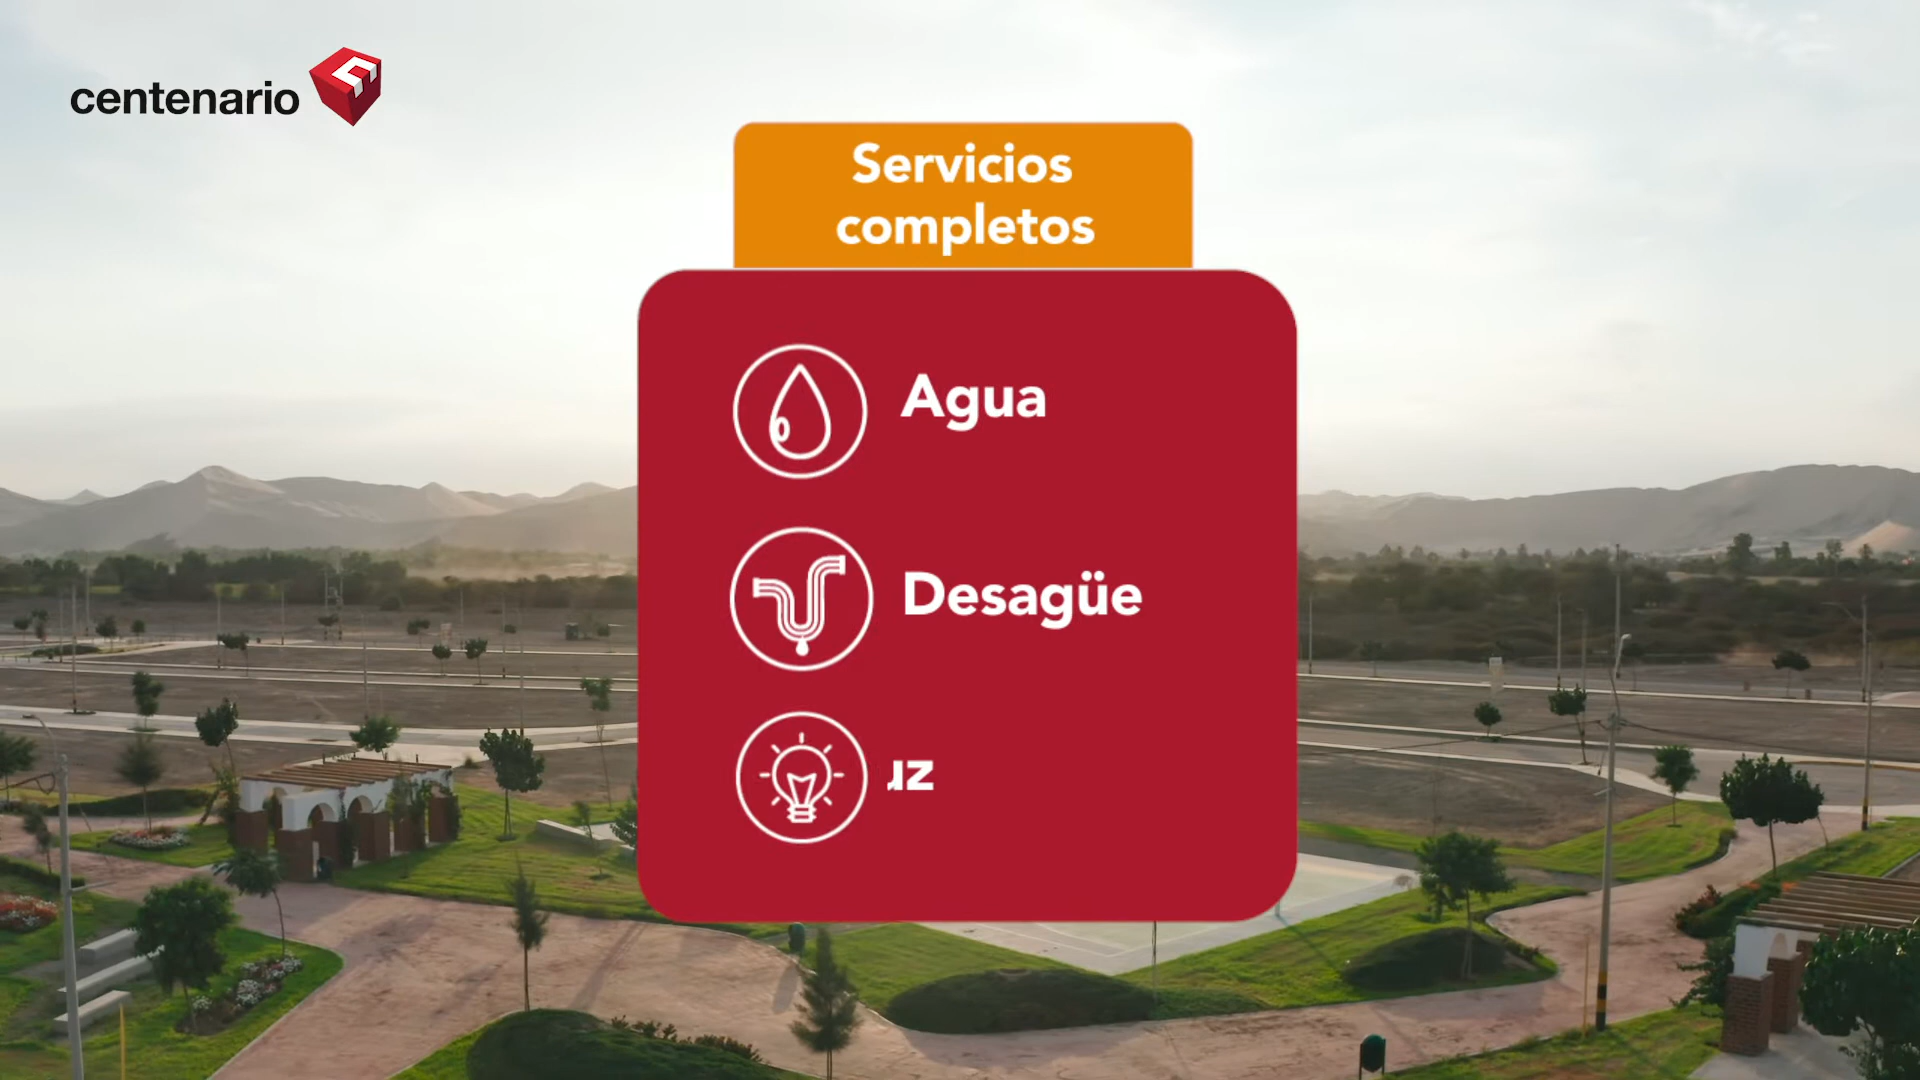 centenario
Servicios
completos
Agua
Desagüe